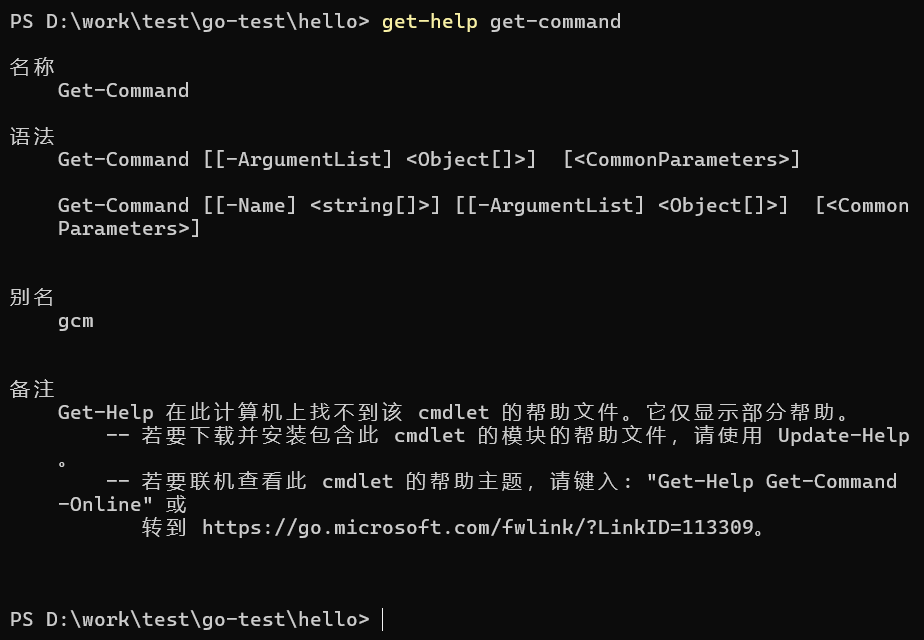 PS D:\work\test\go-test\hello> get-help get-command
名称
Get-Command
语法
Get-Command [[-ArgumentList] <Object[]>]  [<CommonParameters>]
Get-Command [[-Name] <string[]>] [[-ArgumentList] <Object[]>]  [<Common
Parameters>]
别名
gcm
备注
Get-Help 在此计算机上找不到该 cmdlet 的帮助文件。它仅显示部分帮助。
-- 若要下载并安装包含此 cmdlet 的模块的帮助文件，请使用 Update-Help
。
-- 若要联机查看此 cmdlet 的帮助主题，请键入: "Get-Help Get-Command
-Online" 或
转到 https://go.microsoft.com/fwlink/?LinkID=113309。
PS D:\work\test\go-test\hello>